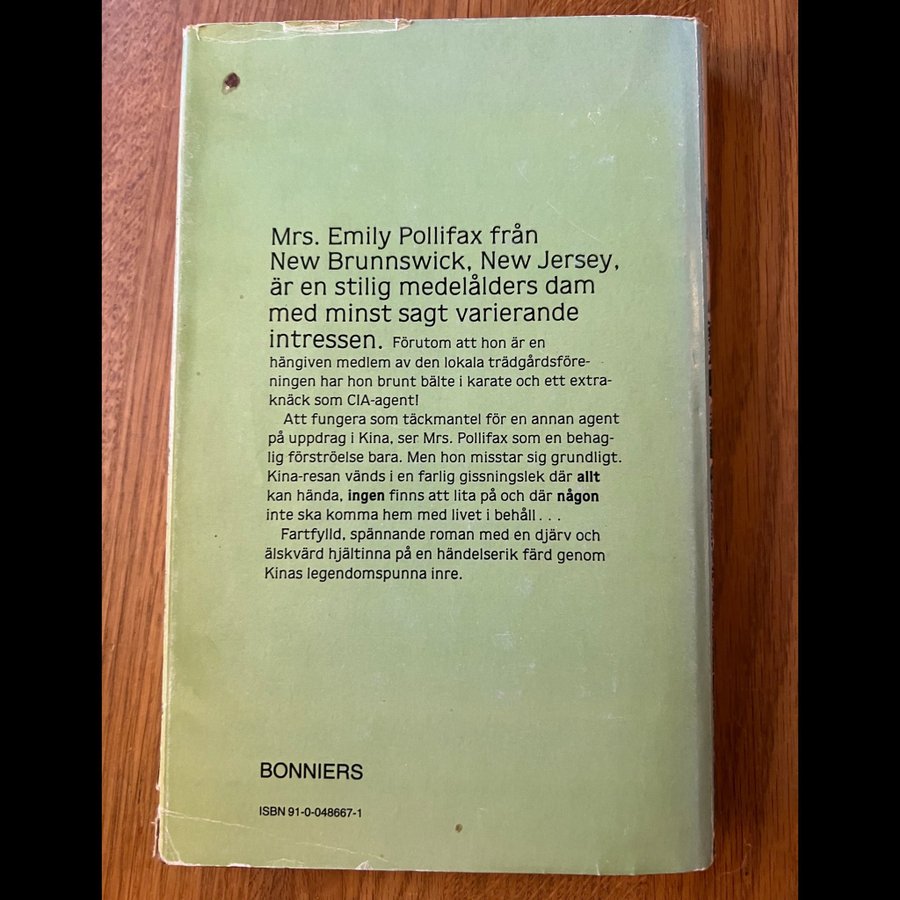 Mrs. Emily Pollifax från
New Brunnswick, New Jersey,
är en stilig medelålders dam
med minst sagt varierande
intressen. Förutom att hon är en
hängiven medlem av den lokala trädgårdsföre-
ningen har hon brunt bälte i karate och ett extra-
knäck som CIA-agent!
Att fungera som täckmantel för en annan agent
på uppdrag i Kina, ser Mrs. Pollifax som en behag-
lig förströelse bara. Men hon misstar sig grundligt.
Kina-resan vänds i en farlig gissningslek där allt
kan hända, ingen finns att lita på och där någon
inte ska komma hem med livet i behåll . . .
Fartfylld, spännande roman med en djärv och
älskvärd hjältinna på en händelserik färd genom
Kinas legendomspunna inre.
BONNIERS
ISBN 91-0-048667-1